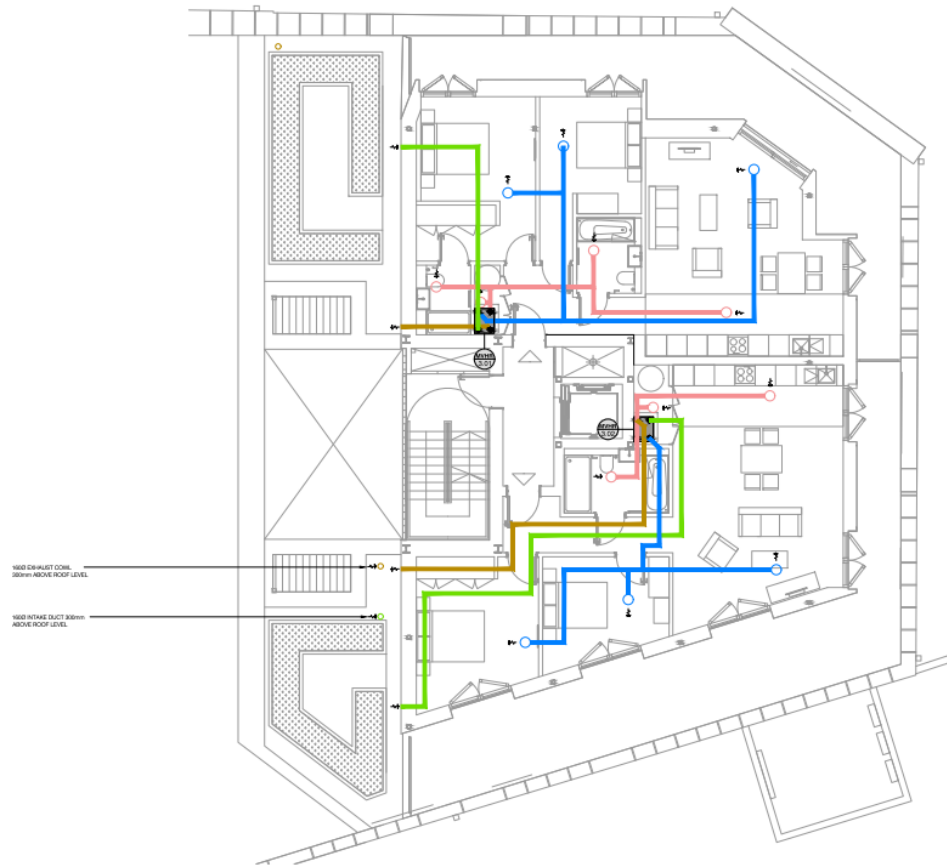 MVHR
3.01
MVHR
3.02
160Ø EXHAUST COWL
300mm ABOVE ROOF LEVEL
160Ø INTAKE DUCT 300mm
ABOVE ROOF LEVEL